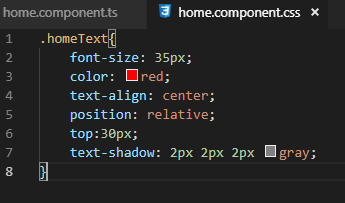 home.component.ts home.component.css ×
1 .homeText{
2 font-size: 35px;
3 color: red;
4 text-align: center;
5 position: relative;
6 top:30px;
7 text-shadow: 2px 2px 2px gray;
8 }